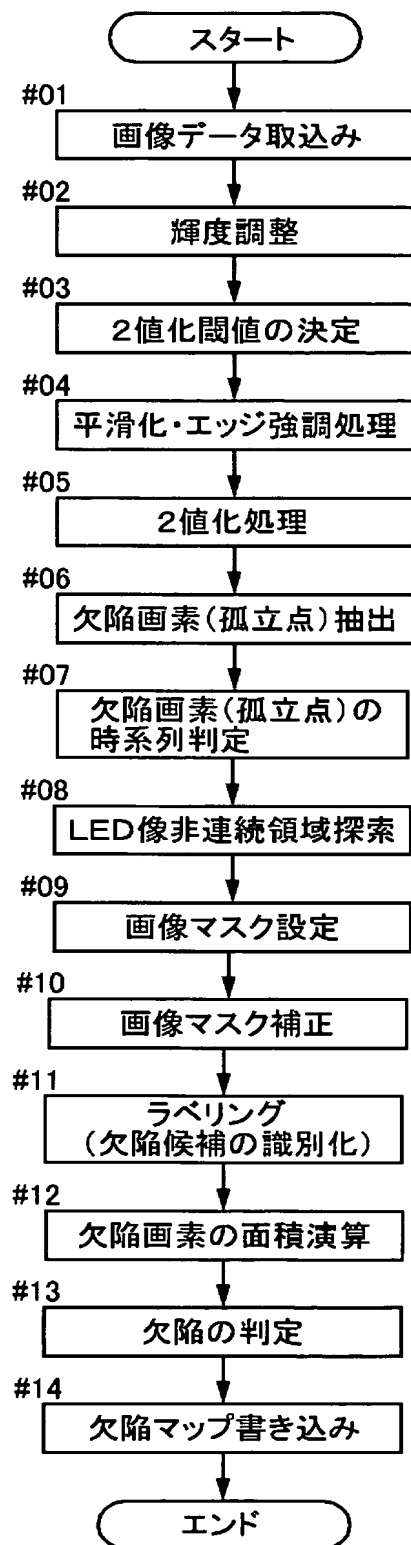 スタート
#01
画像データ取込み
#02
輝度調整
#03
2値化閾値の決定
#04
平滑化・エッジ強調処理
#05
2値化処理
#06
欠陥画素(孤立点)抽出
#07
欠陥画素(孤立点)の
時系列判定
#08
LED像非連続領域探索
#09
画像マスク設定
#10
画像マスク補正
#11
ラベリング
(欠陥候補の識別化)
#12
欠陥画素の面積演算
#13
欠陥の判定
#14
欠陥マップ書き込み
エンド